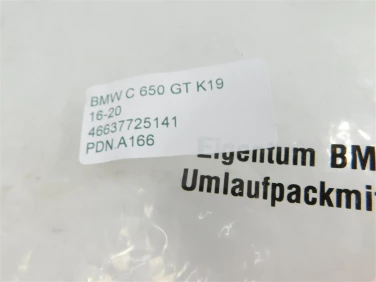 BMW C 650 GT K19
16-20
46637725141
PDN A166
Eigentum BM
Umlaufpackmi